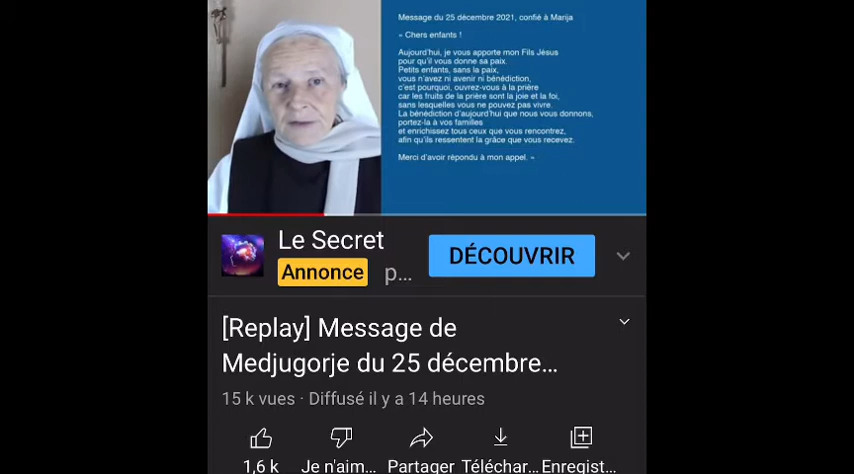 Message du 25 décembre 2021, confié à Marija
« Chers enfants !
Aujourd'hui, je vous apporte mon Fils Jésus
pour qu'il vous donne sa paix.
Petits enfants, sans la paix,
vous n'avez ni avenir ni bénédiction,
c'est pourquoi, ouvrez-vous à la prière
car les fruits de la prière sont la joie et la foi,
sans lesquelles vous ne pouvez pas vivre.
La bénédiction d'aujourd'hui que nous vous donnons,
portez-la à vos familles
et enrichissez tous ceux que vous rencontrez,
afin qu'ils ressentent la grâce que vous recevez.
Merci d'avoir répondu à mon appel. »
Le Secret
DÉCOUVRIR
Annonce p...
[Replay] Message de
Medjugorje du 25 décembre...
15 k vues · Diffusé il y a 14 heures
1,6 k Je n'aim... Partager Téléchar... Enregist...